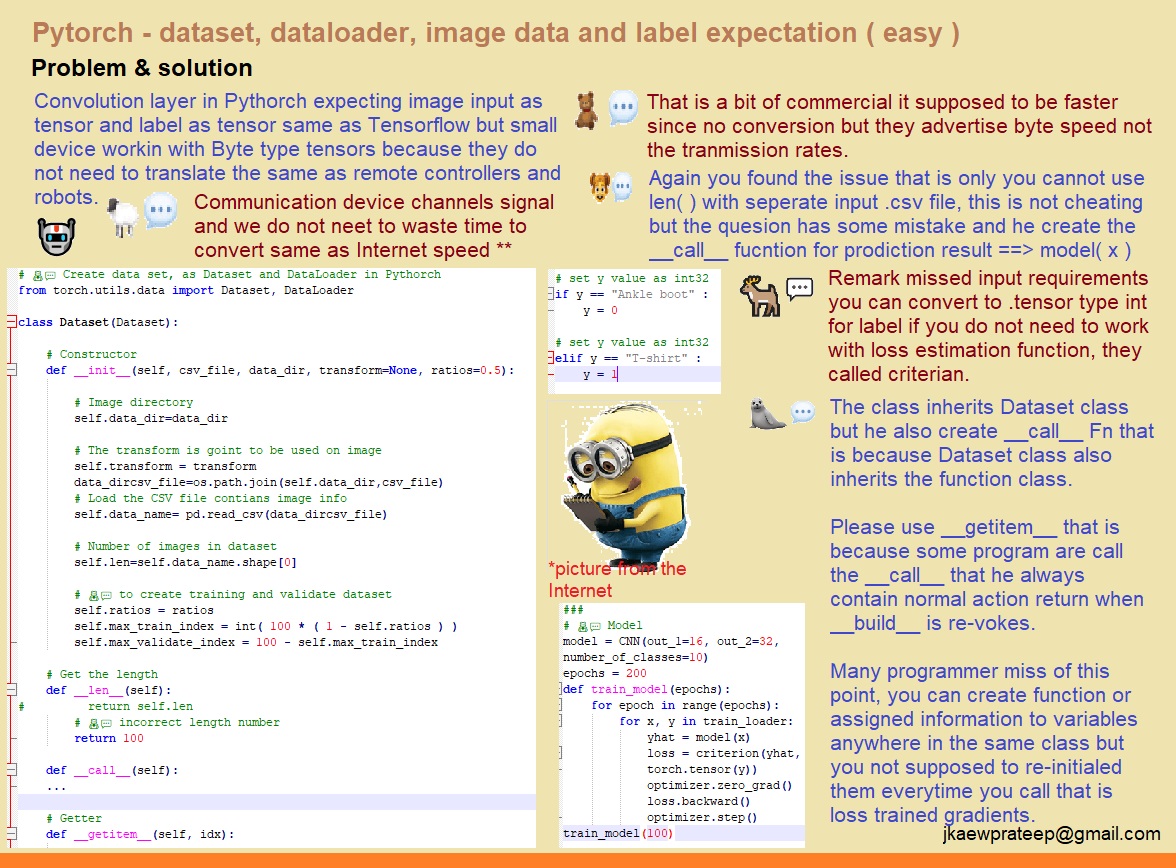 Pytorch - dataset, dataloader, image data and label expectation ( easy )
Problem & solution
Convolution layer in Pythorch expecting image input as
tensor and label as tensor same as Tensorflow but small
device workin with Byte type tensors because they do
not need to translate the same as remote controllers and
robots.
Communication device channels signal
and we do not neet to waste time to
convert same as Internet speed **
That is a bit of commercial it supposed to be faster
since no conversion but they advertise byte speed not
the tranmission rates.
Again you found the issue that is only you cannot use
len( ) with seperate input .csv file, this is not cheating
but the quesion has some mistake and he create the
__call__ fucntion for prodiction result ==> model( x )
# Create data set, as Dataset and DataLoader in Pythorch
from torch.utils.data import Dataset, DataLoader
class Dataset(Dataset):
# Constructor
def __init__(self, csv_file, data_dir, transform=None, ratios=0.5):
# Image directory
self.data_dir=data_dir
# The transform is goint to be used on image
self.transform = transform
data_dircsv_file=os.path.join(self.data_dir,csv_file)
# Load the CSV file contians image info
self.data_name= pd.read_csv(data_dircsv_file)
# Number of images in dataset
self.len=self.data_name.shape[0]
# to create training and validate dataset
self.ratios = ratios
self.max_train_index = int( 100 * ( 1 - self.ratios ) )
self.max_validate_index = 100 - self.max_train_index
# Get the length
def __len__(self):
# return self.len
# incorrect length number
return 100
def __call__(self):
...
# Getter
def __getitem__(self, idx):
# set y value as int32
if y == "Ankle boot" :
y = 0
# set y value as int32
elif y == "T-shirt" :
y = 1
*picture from the
Internet
###
# Model
model = CNN(out_1=16, out_2=32,
number_of_classes=10)
epochs = 200
def train_model(epochs):
for epoch in range(epochs):
for x, y in train_loader:
yhat = model(x)
loss = criterion(yhat,
torch.tensor(y))
optimizer.zero_grad()
loss.backward()
optimizer.step()
train_model(100)
Remark missed input requirements
you can convert to .tensor type int
for label if you do not need to work
with loss estimation function, they
called criterian.
The class inherits Dataset class
but he also create __call__ Fn that
is because Dataset class also
inherits the function class.
Please use __getitem__ that is
because some program are call
the __call__ that he always
contain normal action return when
__build__ is re-vokes.
Many programmer miss of this
point, you can create function or
assigned information to variables
anywhere in the same class but
you not supposed to re-initialed
them everytime you call that is
loss trained gradients.
jkaewprateep@gmail.com